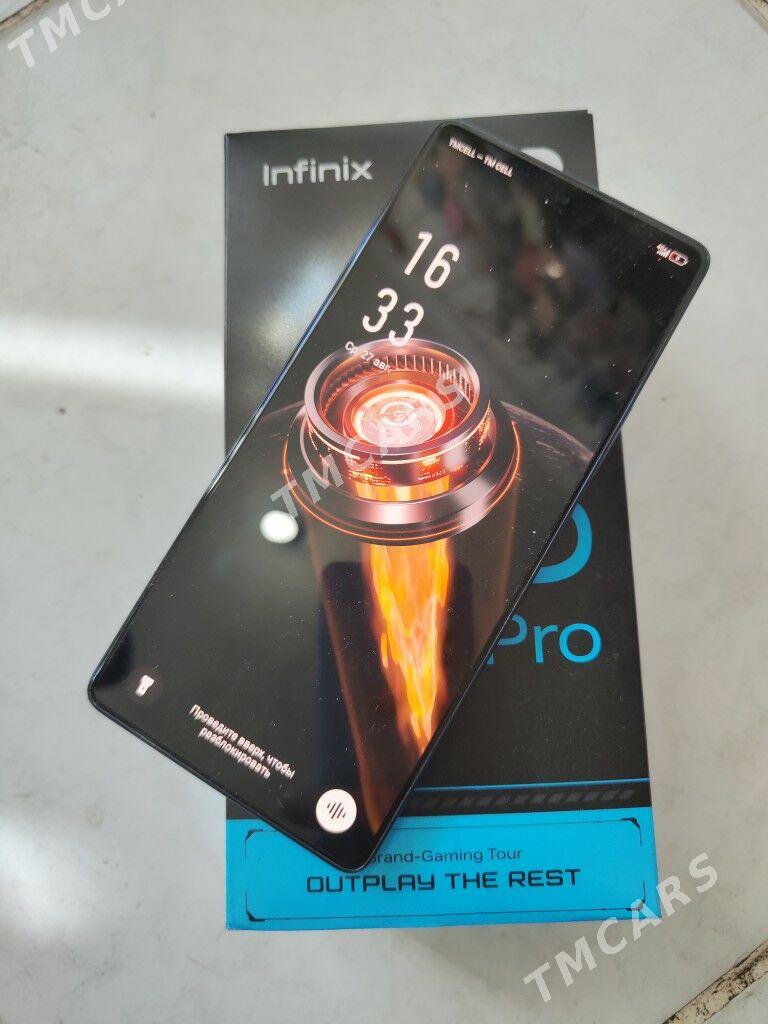 TMCARS
Infinix
TMCELL — TM CELL
16
33
Ср, 27 авг.
TMCARS
Pro
Проведите вверх, чтобы
разблокировать
Brand-Gaming Tour
OUTPLAY THE REST
TMCARS